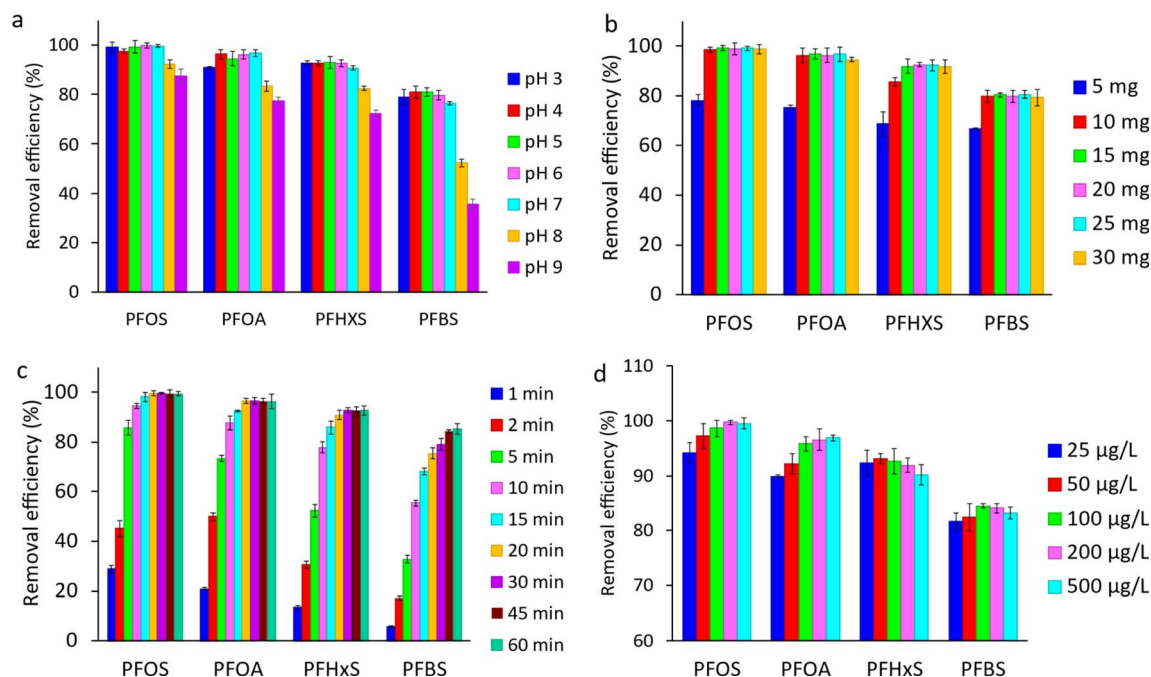 a
Removal efficiency (%)
100
80
60
40
20
0
PFOS PFOA PFHXS PFBS
pH 3
pH 4
pH 5
pH 6
pH 7
pH 8
pH 9
b
Removal efficiency (%)
100
80
60
40
20
0
PFOS PFOA PFHXS PFBS
5 mg
10 mg
15 mg
20 mg
25 mg
30 mg
c
Removal efficiency (%)
100
80
60
40
20
0
PFOS PFOA PFHxS PFBS
1 min
2 min
5 min
10 min
15 min
20 min
30 min
45 min
60 min
d
Removal efficiency (%)
110
100
90
80
70
60
PFOS PFOA PFHxS PFBS
25 µg/L
50 µg/L
100 µg/L
200 µg/L
500 µg/L